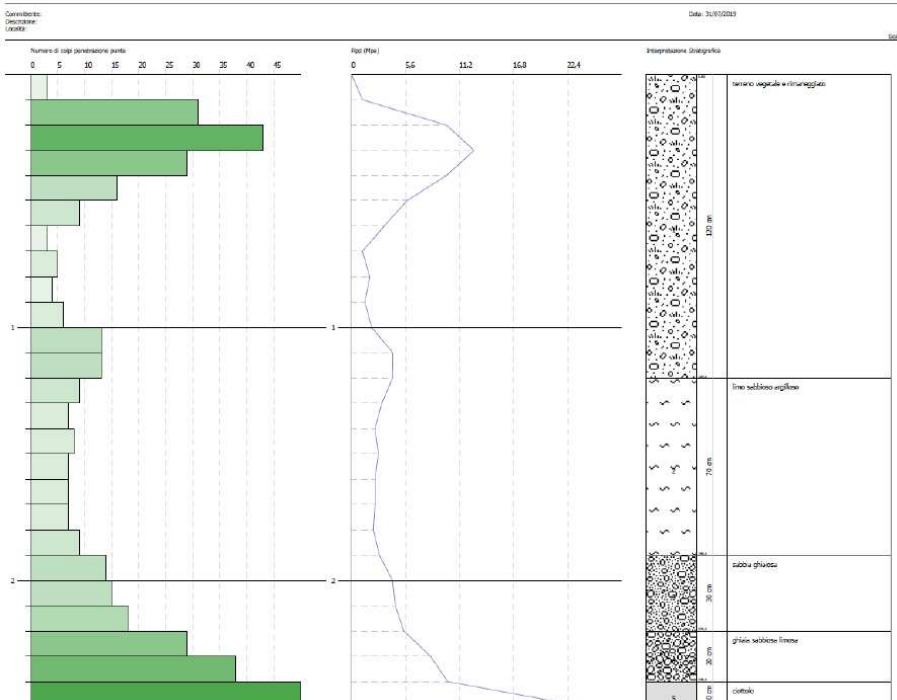 Committente:
Descrizione:
Località:
Data: 31/07/2019
Numero di colpi penetrazione punta
Rpd (Mpa)
Interpretazione Stratigrafica
0 5 10 15 20 25 30 35 40 45
0 5,6 11,2 16,8 22,4
terreno vegetale e rimaneggiato
120 cm
1
1
limo sabbioso argilloso
2
70 cm
sabbia ghiaiosa
30 cm
2
2
ghiaia sabbiosa limosa
20 cm
ciottolo
5